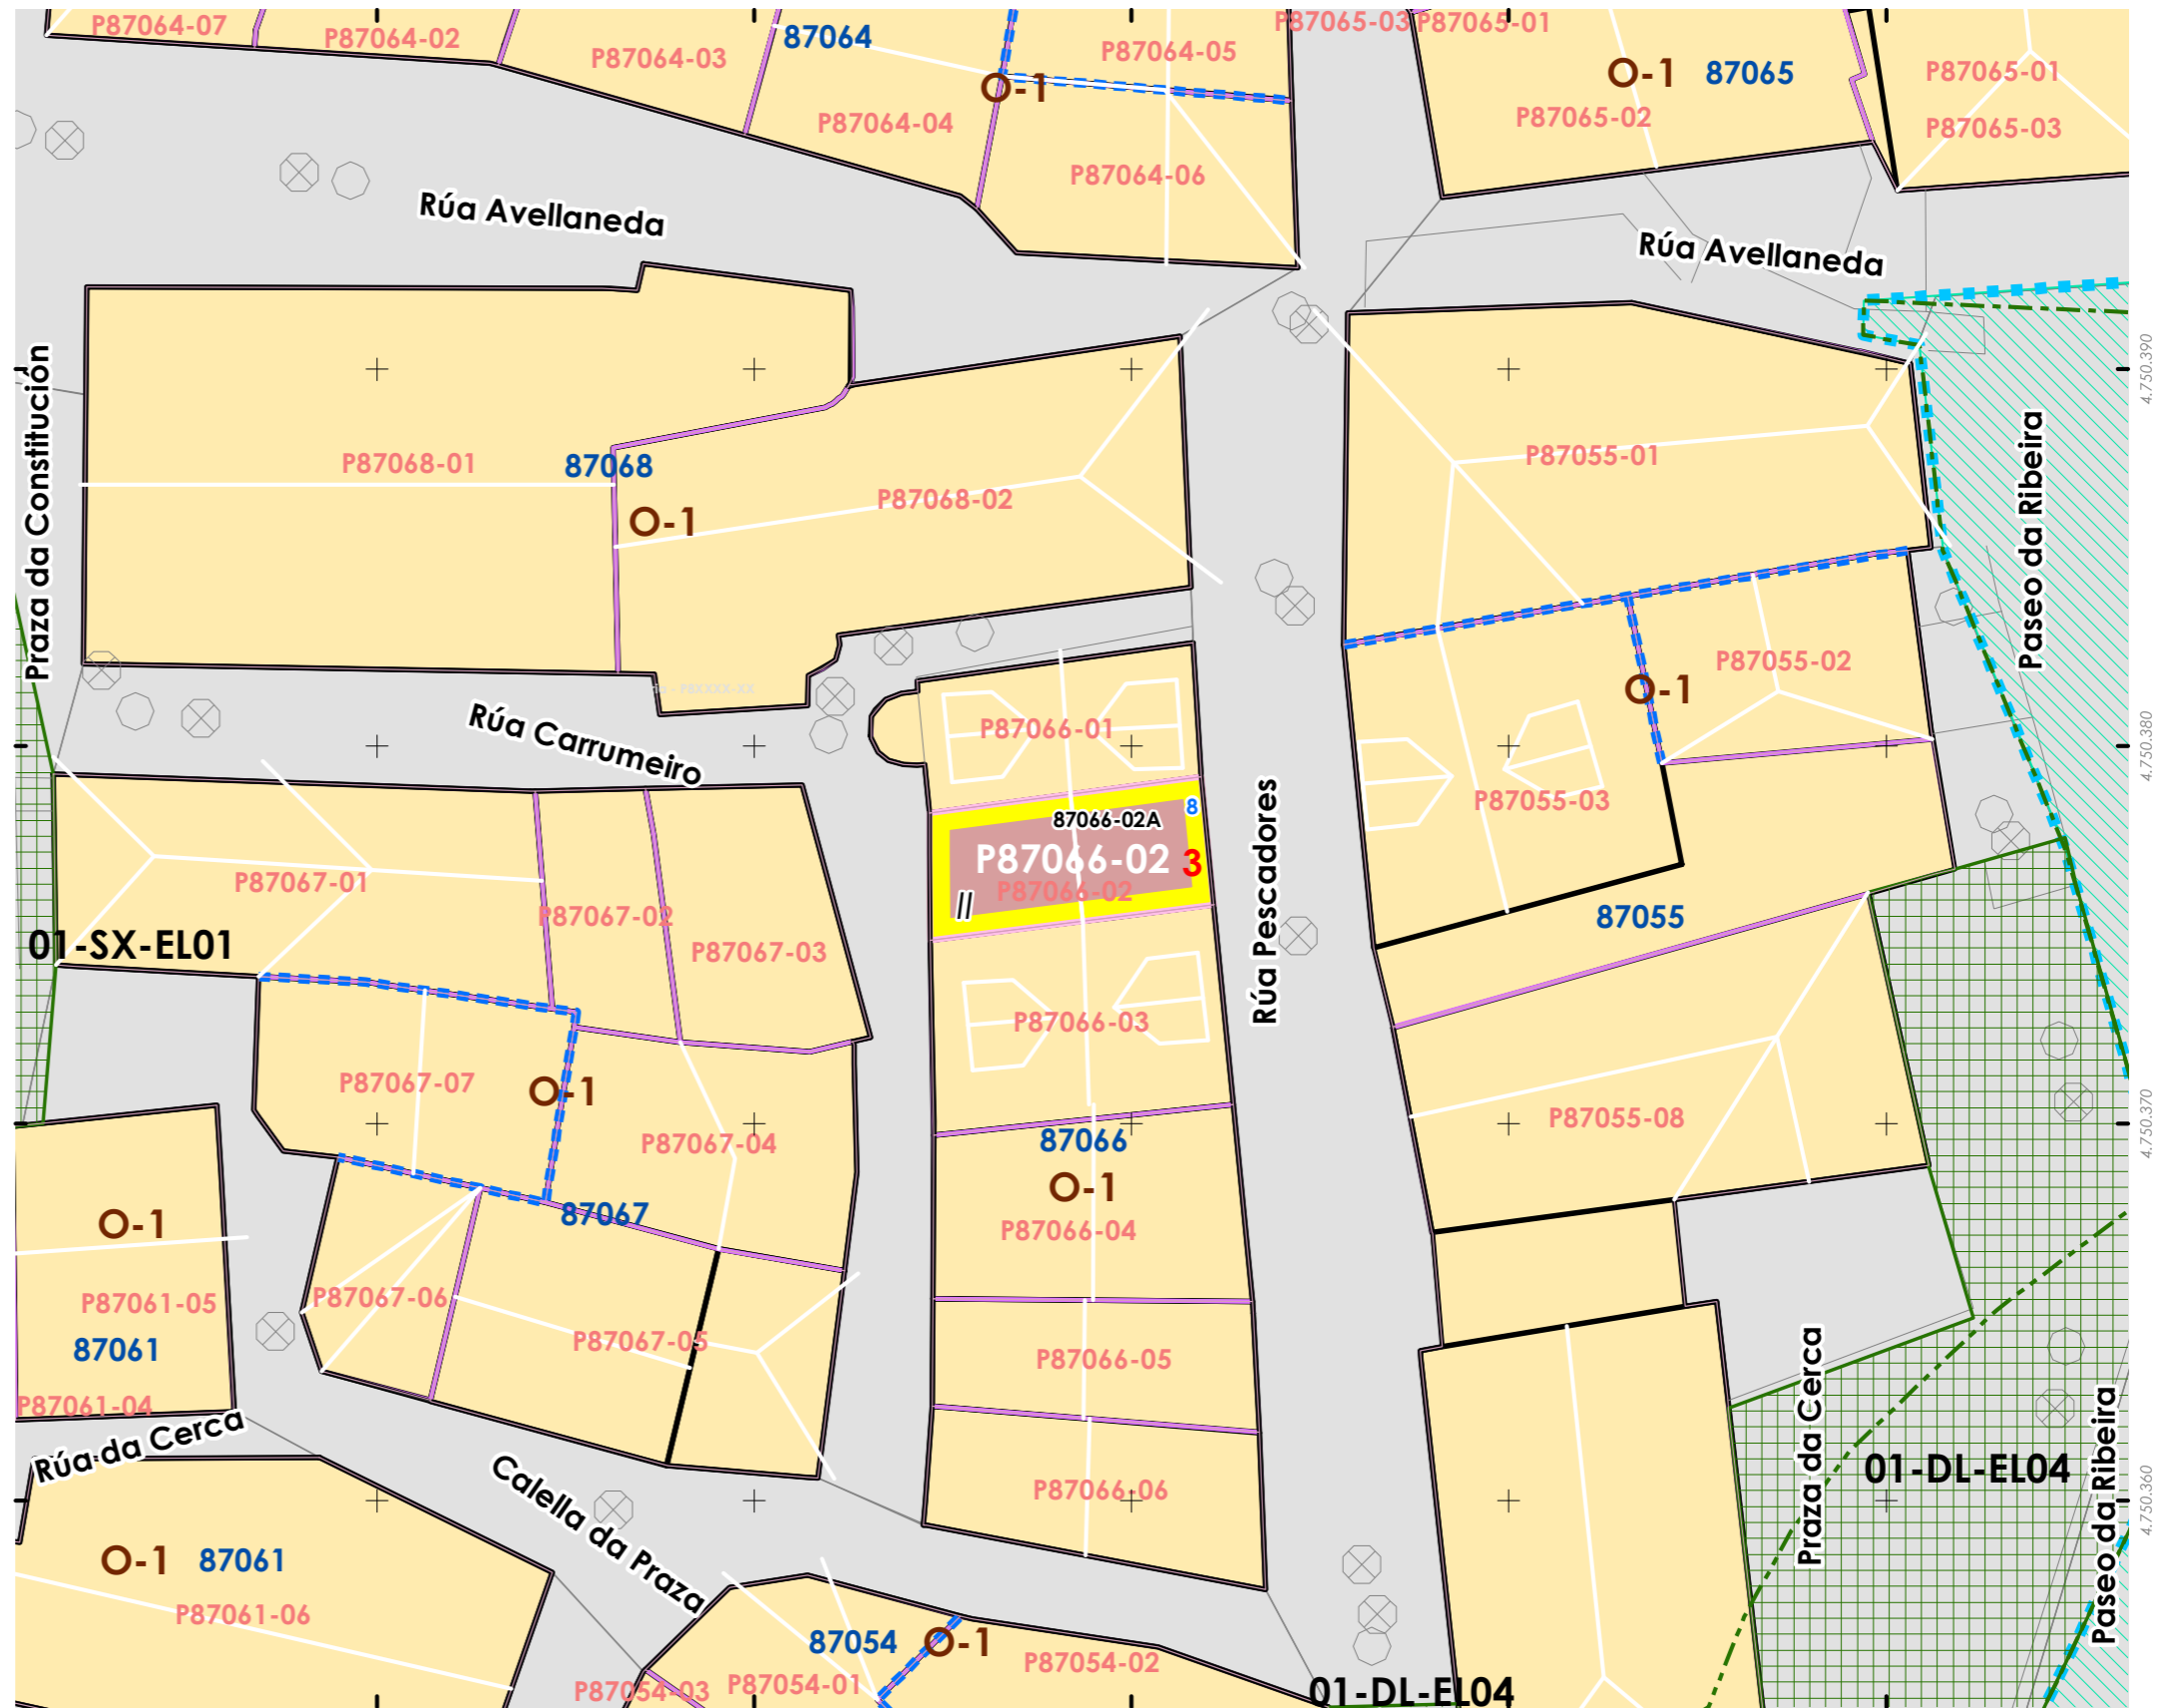 P87064-07
P87064-02
P87064-03
87064
P87064-05
P87065-03
P87065-01
O-1
87065
P87065-01
O-1
P87064-04
P87065-02
P87065-03
P87064-06
Rúa Avellaneda
Rúa Avellaneda
4.750.390
Praza da Constitución
P87068-01
87068
O-1
P87068-02
P87055-01
Paseo da Ribeira
P87055-02
O-1
Rúa Carrumeiro
P87066-01
4.750.380
8
87066-02A
P87066-02
3
P87066-02
II
Rúa Pescadores
P87055-03
P87067-01
P87067-02
P87067-03
01-SX-EL01
87055
P87066-03
P87067-07
O-1
P87067-04
87066
O-1
P87066-04
P87055-08
4.750.370
87067
O-1
P87061-05
87061
P87061-04
P87067-06
P87067-05
P87066-05
Praza da Cerca
Rúa da Cerca
Calella da Praza
P87066-06
01-DL-EL04
Paseo da Ribeira
4.750.360
O-1
87061
P87061-06
87054
O-1
P87054-02
P87054-03
P87054-01
01-DL-EL04